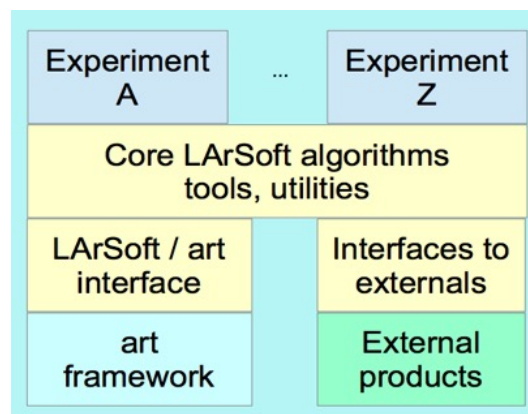 Experiment
A
...
Experiment
Z
Core LArSoft algorithms
tools, utilities
LArSoft / art
interface
Interfaces to
externals
art
framework
External
products